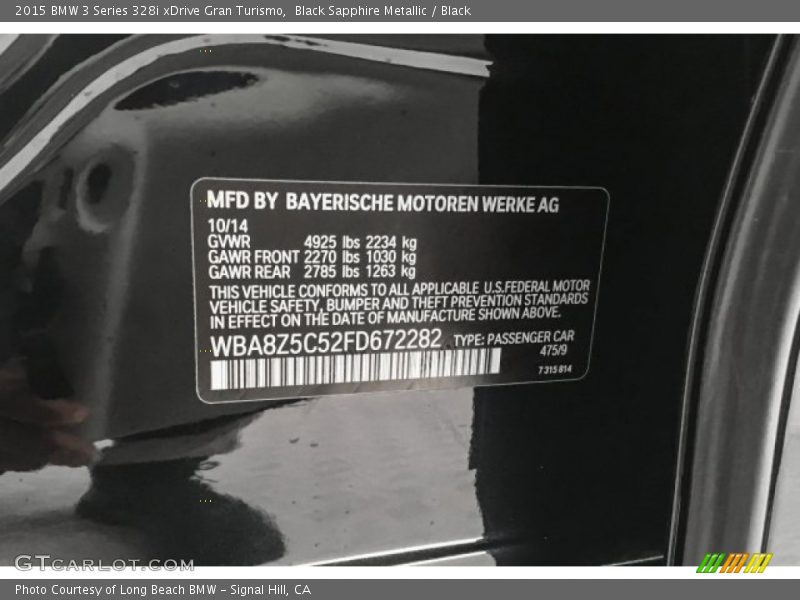 2015 BMW 3 Series 328i xDrive Gran Turismo, Black Sapphire Metallic / Black
MFD BY BAYERISCHE MOTOREN WERKE AG
10/14
GVWR 4925 lbs 2234 kg
GAWR FRONT 2270 lbs 1030 kg
GAWR REAR 2785 lbs 1263 kg
THIS VEHICLE CONFORMS TO ALL APPLICABLE U.S.FEDERAL MOTOR
VEHICLE SAFETY, BUMPER AND THEFT PREVENTION STANDARDS
IN EFFECT ON THE DATE OF MANUFACTURE SHOWN ABOVE.
WBA8Z5C52FD672282 TYPE: PASSENGER CAR
475/9
7 315 814
GTCARLOT.COM
Photo Courtesy of Long Beach BMW - Signal Hill, CA